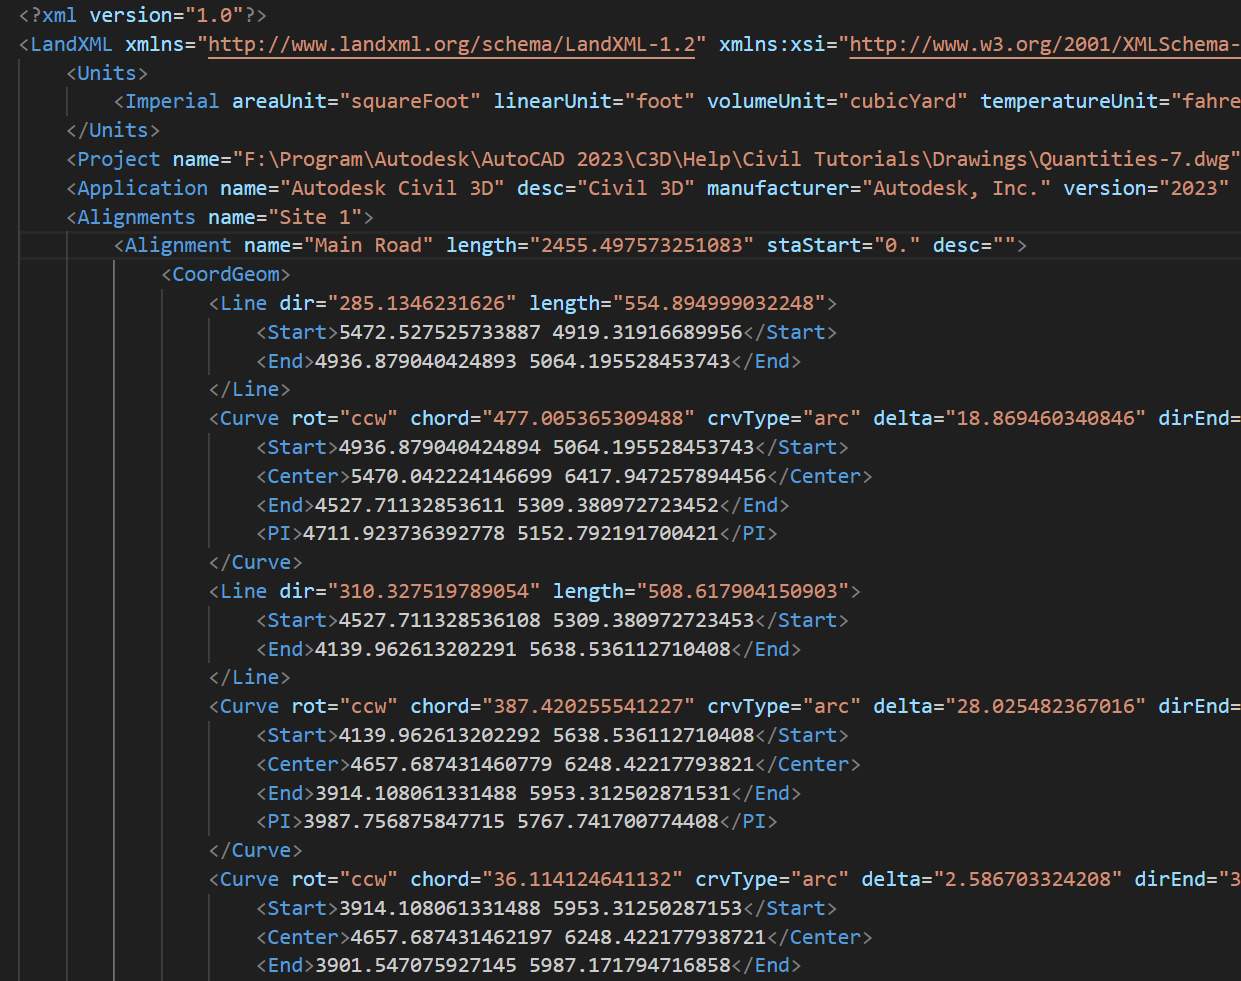 <?xml version="1.0"?>
<LandXML xmlns="http://www.landxml.org/schema/LandXML-1.2" xmlns:xsi="http://www.w3.org/2001/XMLSchema-
<Units>
<Imperial areaUnit="squareFoot" linearUnit="foot" volumeUnit="cubicYard" temperatureUnit="fahre
</Units>
<Project name="F:\Program\Autodesk\AutoCAD 2023\C3D\Help\Civil Tutorials\Drawings\Quantities-7.dwg"
<Application name="Autodesk Civil 3D" desc="Civil 3D" manufacturer="Autodesk, Inc." version="2023"
<Alignments name="Site 1">
<Alignment name="Main Road" length="2455.497573251083" staStart="0." desc="">
<CoordGeom>
<Line dir="285.1346231626" length="554.894999032248">
<Start>5472.527525733887 4919.31916689956</Start>
<End>4936.879040424893 5064.195528453743</End>
</Line>
<Curve rot="ccw" chord="477.005365309488" crvType="arc" delta="18.869460340846" dirEnd=
<Start>4936.879040424894 5064.195528453743</Start>
<Center>5470.042224146699 6417.947257894456</Center>
<End>4527.71132853611 5309.380972723452</End>
<PI>4711.923736392778 5152.792191700421</PI>
</Curve>
<Line dir="310.327519789054" length="508.617904150903">
<Start>4527.711328536108 5309.380972723453</Start>
<End>4139.962613202291 5638.536112710408</End>
</Line>
<Curve rot="ccw" chord="387.420255541227" crvType="arc" delta="28.025482367016" dirEnd=
<Start>4139.962613202292 5638.536112710408</Start>
<Center>4657.687431460779 6248.42217793821</Center>
<End>3914.108061331488 5953.312502871531</End>
<PI>3987.756875847715 5767.741700774408</PI>
</Curve>
<Curve rot="ccw" chord="36.114124641132" crvType="arc" delta="2.586703324208" dirEnd="3
<Start>3914.108061331488 5953.31250287153</Start>
<Center>4657.687431462197 6248.422177938721</Center>
<End>3901.547075927145 5987.171794716858</End>